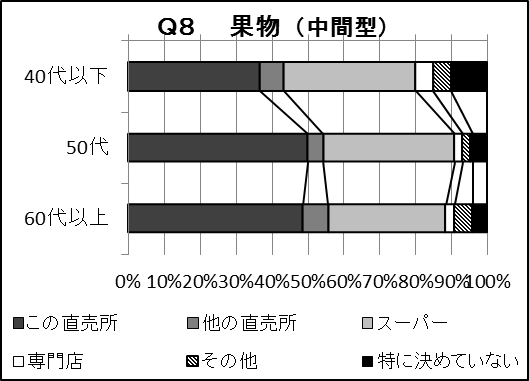 Q8 果物（中間型）
40代以下
50代
60代以上
0% 10% 20% 30% 40% 50% 60% 70% 80% 90% 100%
この直売所 他の直売所 スーパー
専門店 その他 特に決めていない